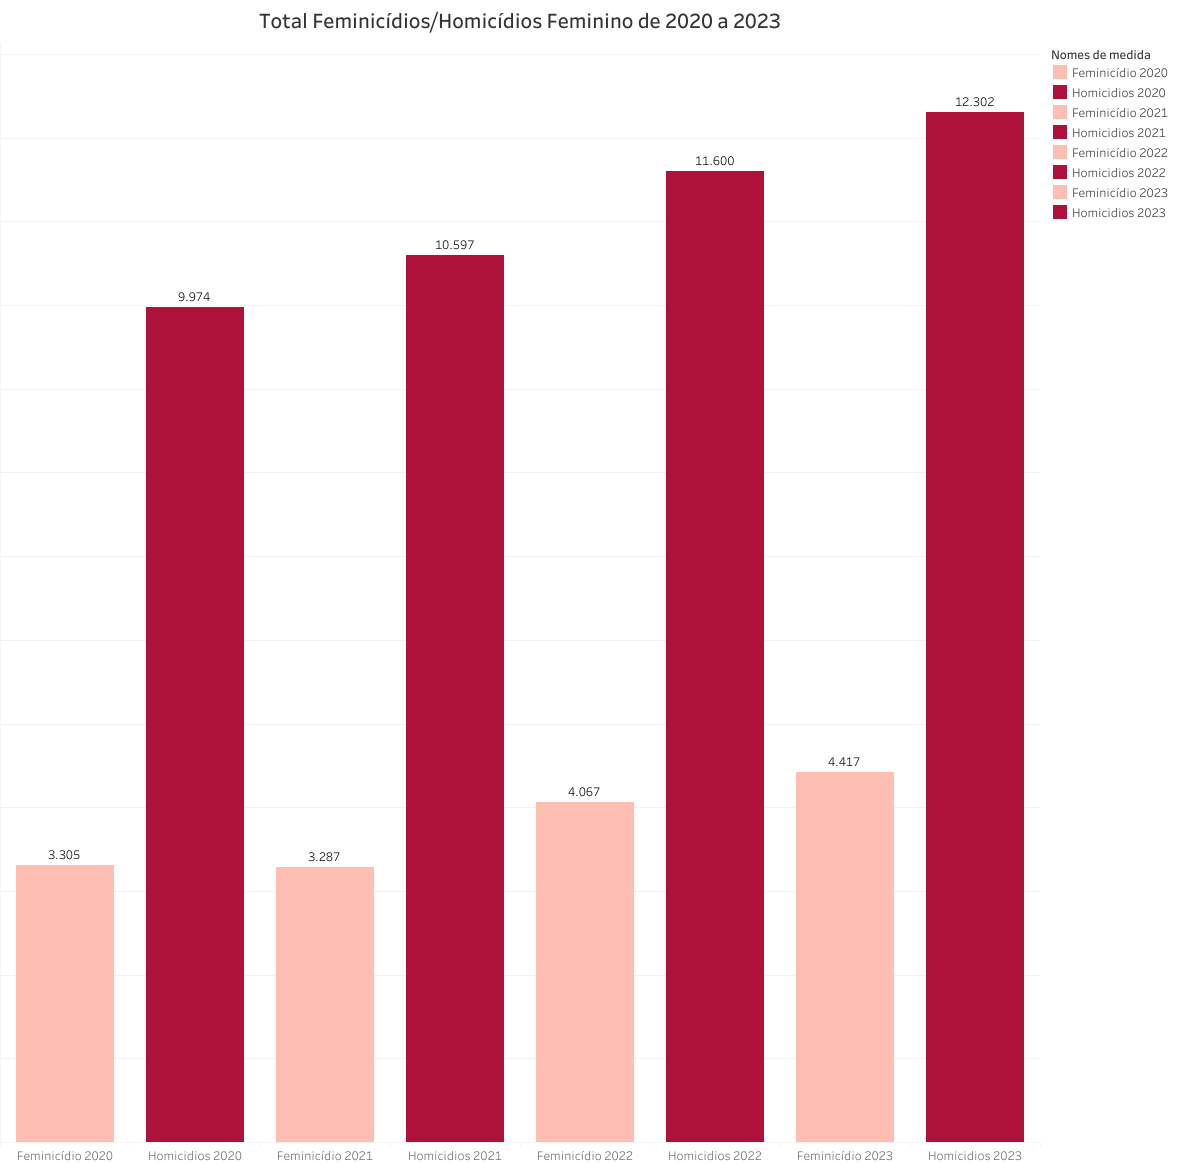 Total Feminicídios/Homicídios Feminino de 2020 a 2023
Nomes de medida
Feminicídio 2020
Homicidios 2020
Feminicídio 2021
Homicidios 2021
Feminicídio 2022
Homicidios 2022
Feminicídio 2023
Homicidios 2023
3.305
9.974
3.287
10.597
4.067
11.600
4.417
12.302
Feminicídio 2020
Homicidios 2020
Feminicídio 2021
Homicidios 2021
Feminicídio 2022
Homicidios 2022
Feminicídio 2023
Homicidios 2023